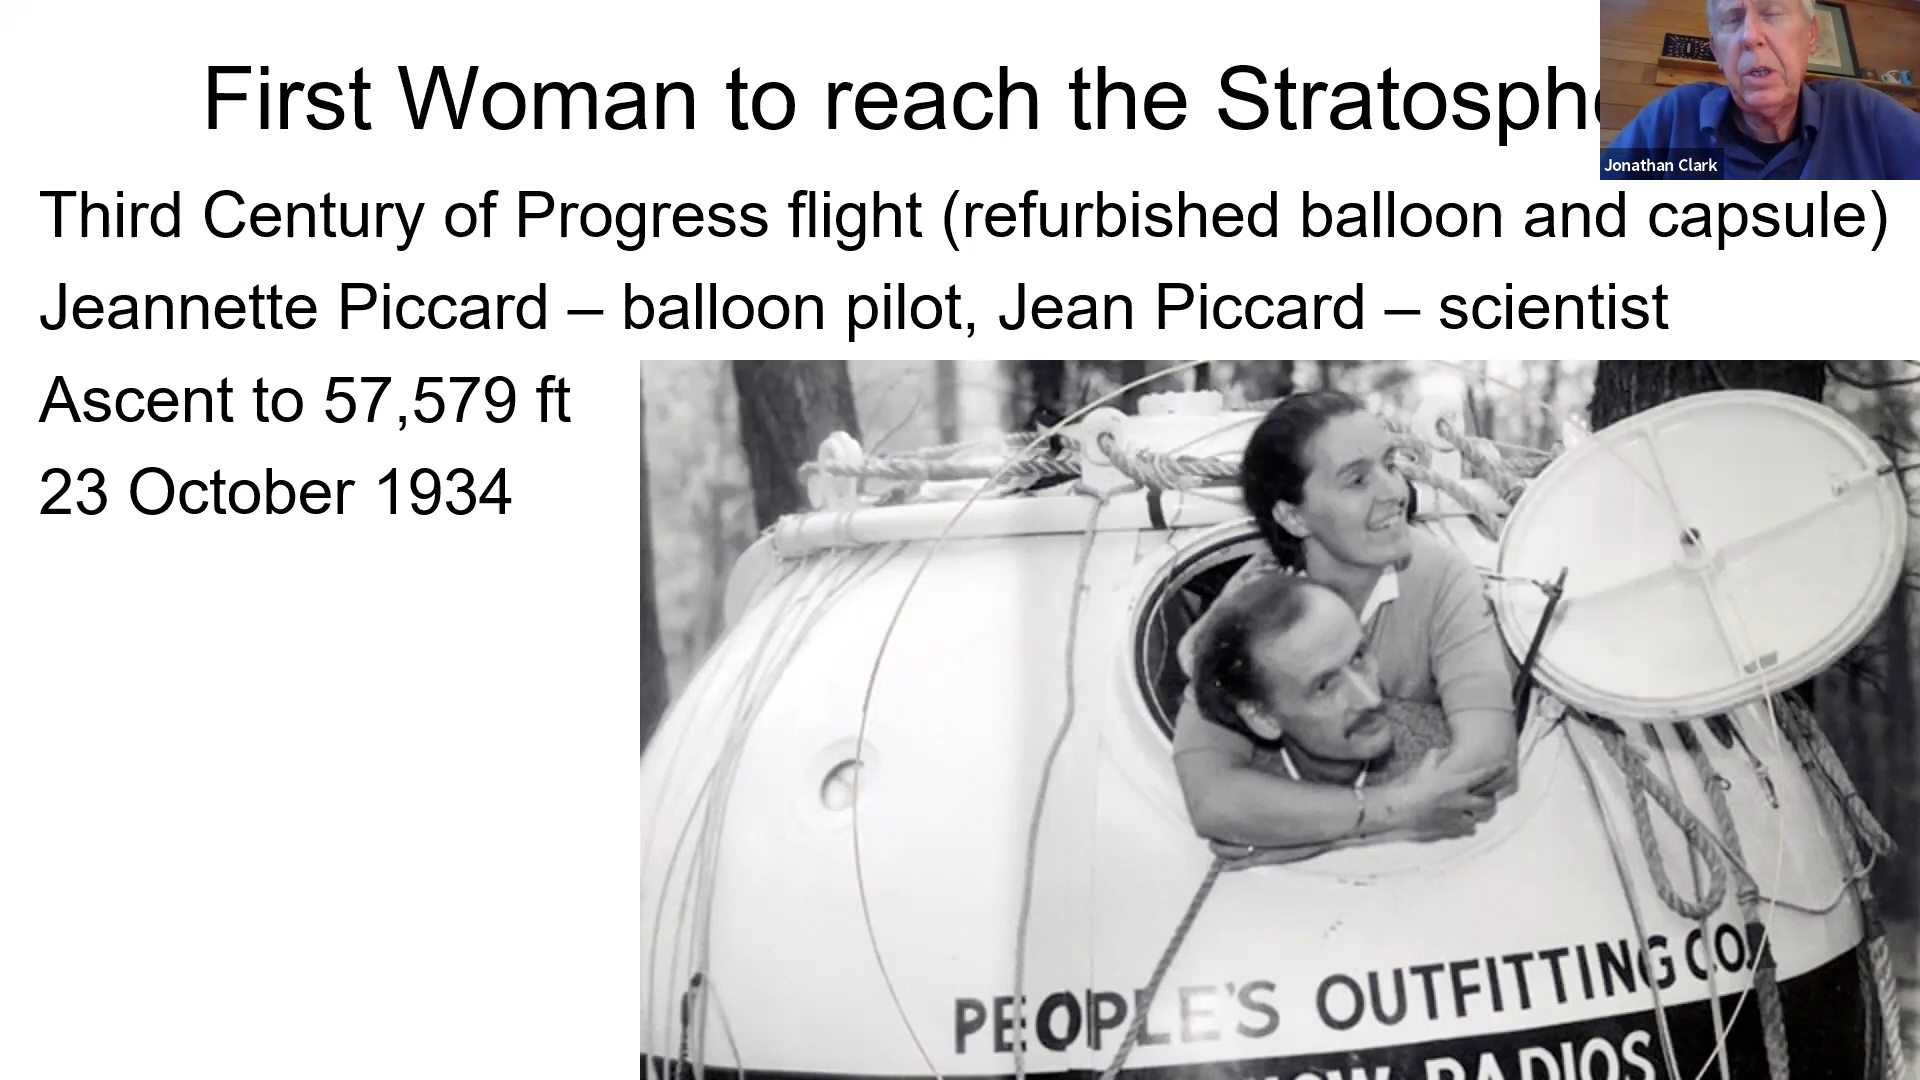 First Woman to reach the
Jonathan Clark
Third Century of Progress flight (refurbished balloon and capsule)
Jeannette Piccard – balloon pilot, Jean Piccard – scientist
Ascent to 57,579 ft
23 October 1934
PEOPLE'S OUTFITTING CO.
RADIOS